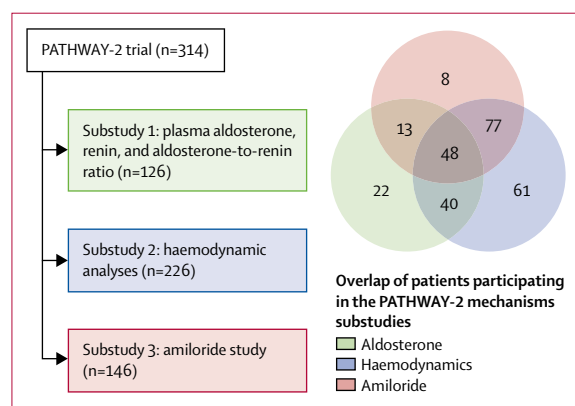 PATHWAY-2 trial (n=314)
Substudy 1: plasma aldosterone,
renin, and aldosterone-to-renin
ratio (n=126)
Substudy 2: haemodynamic
analyses (n=226)
Substudy 3: amiloride study
(n=146)
8
13
77
48
22
40
61
Overlap of patients participating
in the PATHWAY-2 mechanisms
substudies
Aldosterone
Haemodynamics
Amiloride